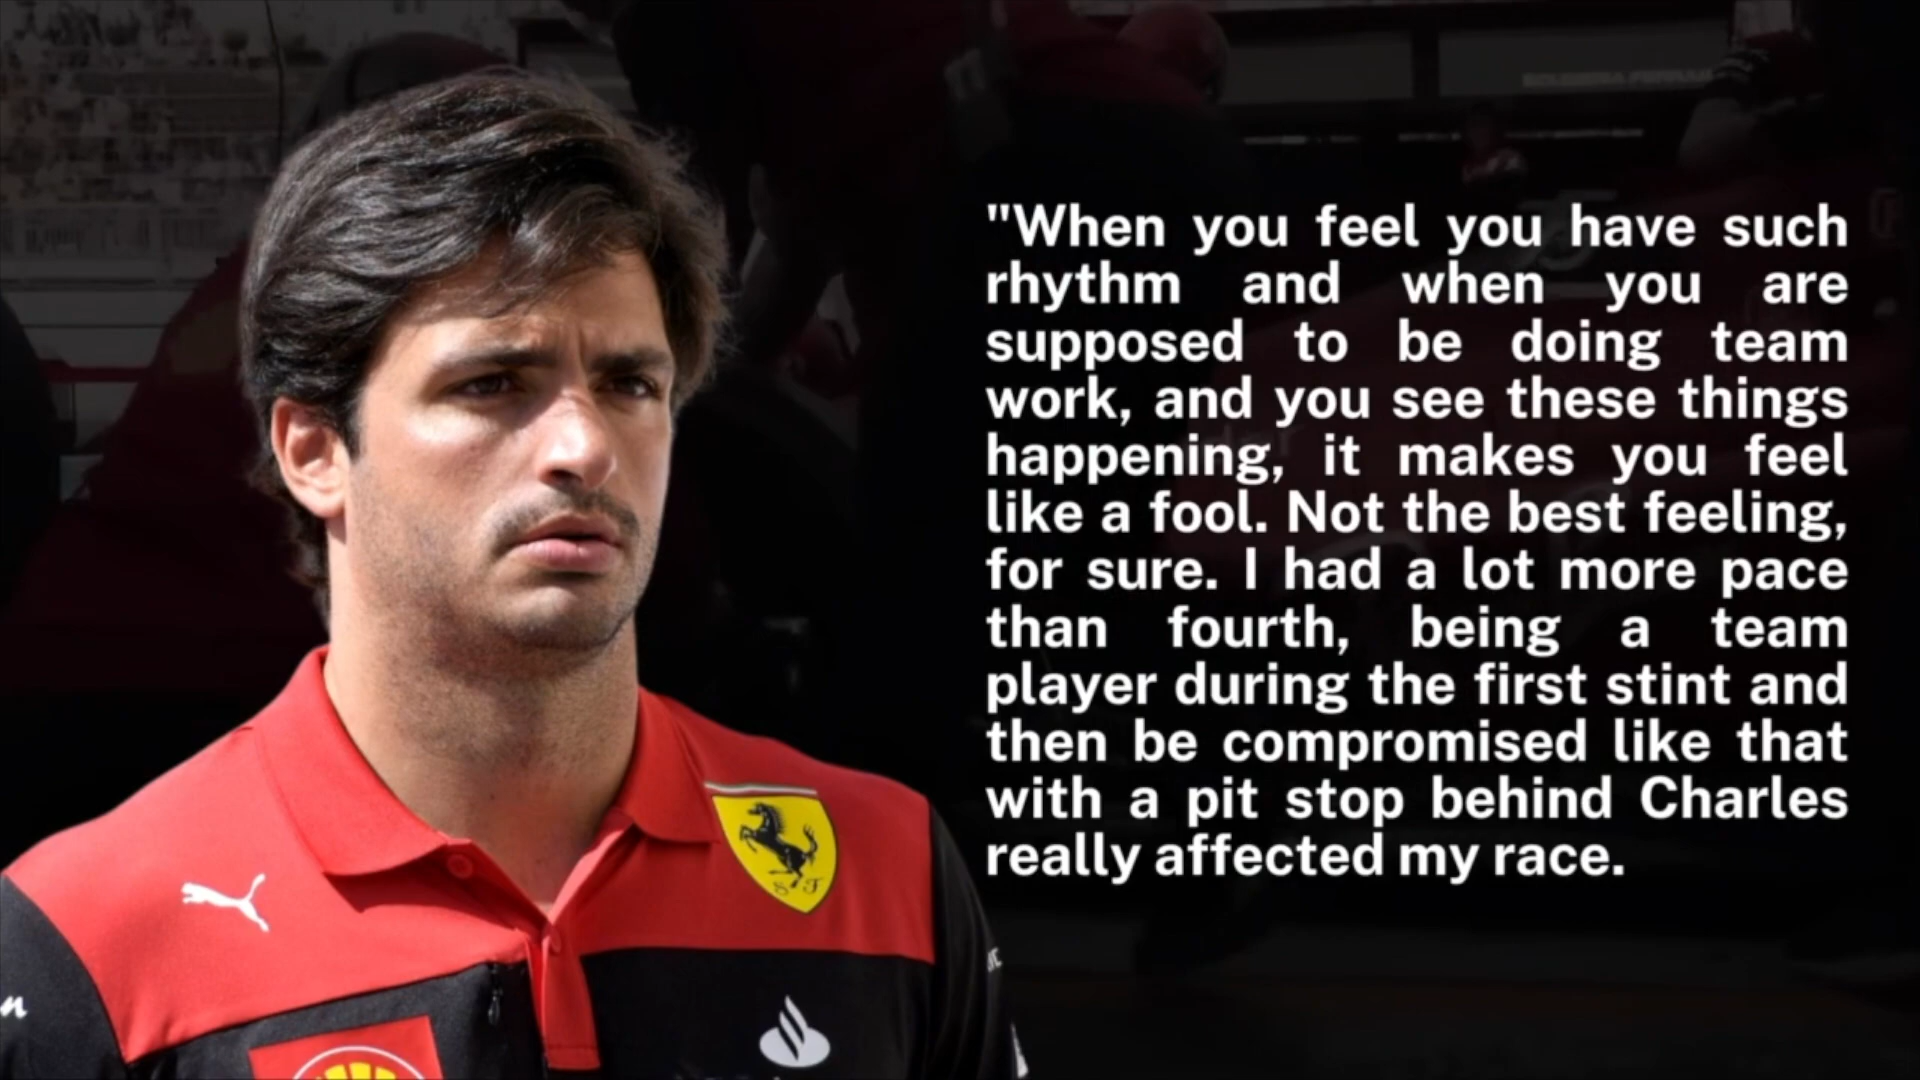 "When you feel you have such
rhythm and when you are
supposed to be doing team
work, and you see these things
happening, it makes you feel
like a fool. Not the best feeling,
for sure. I had a lot more pace
than fourth, being a team
player during the first stint and
then be compromised like that
with a pit stop behind Charles
really affected my race.
S F